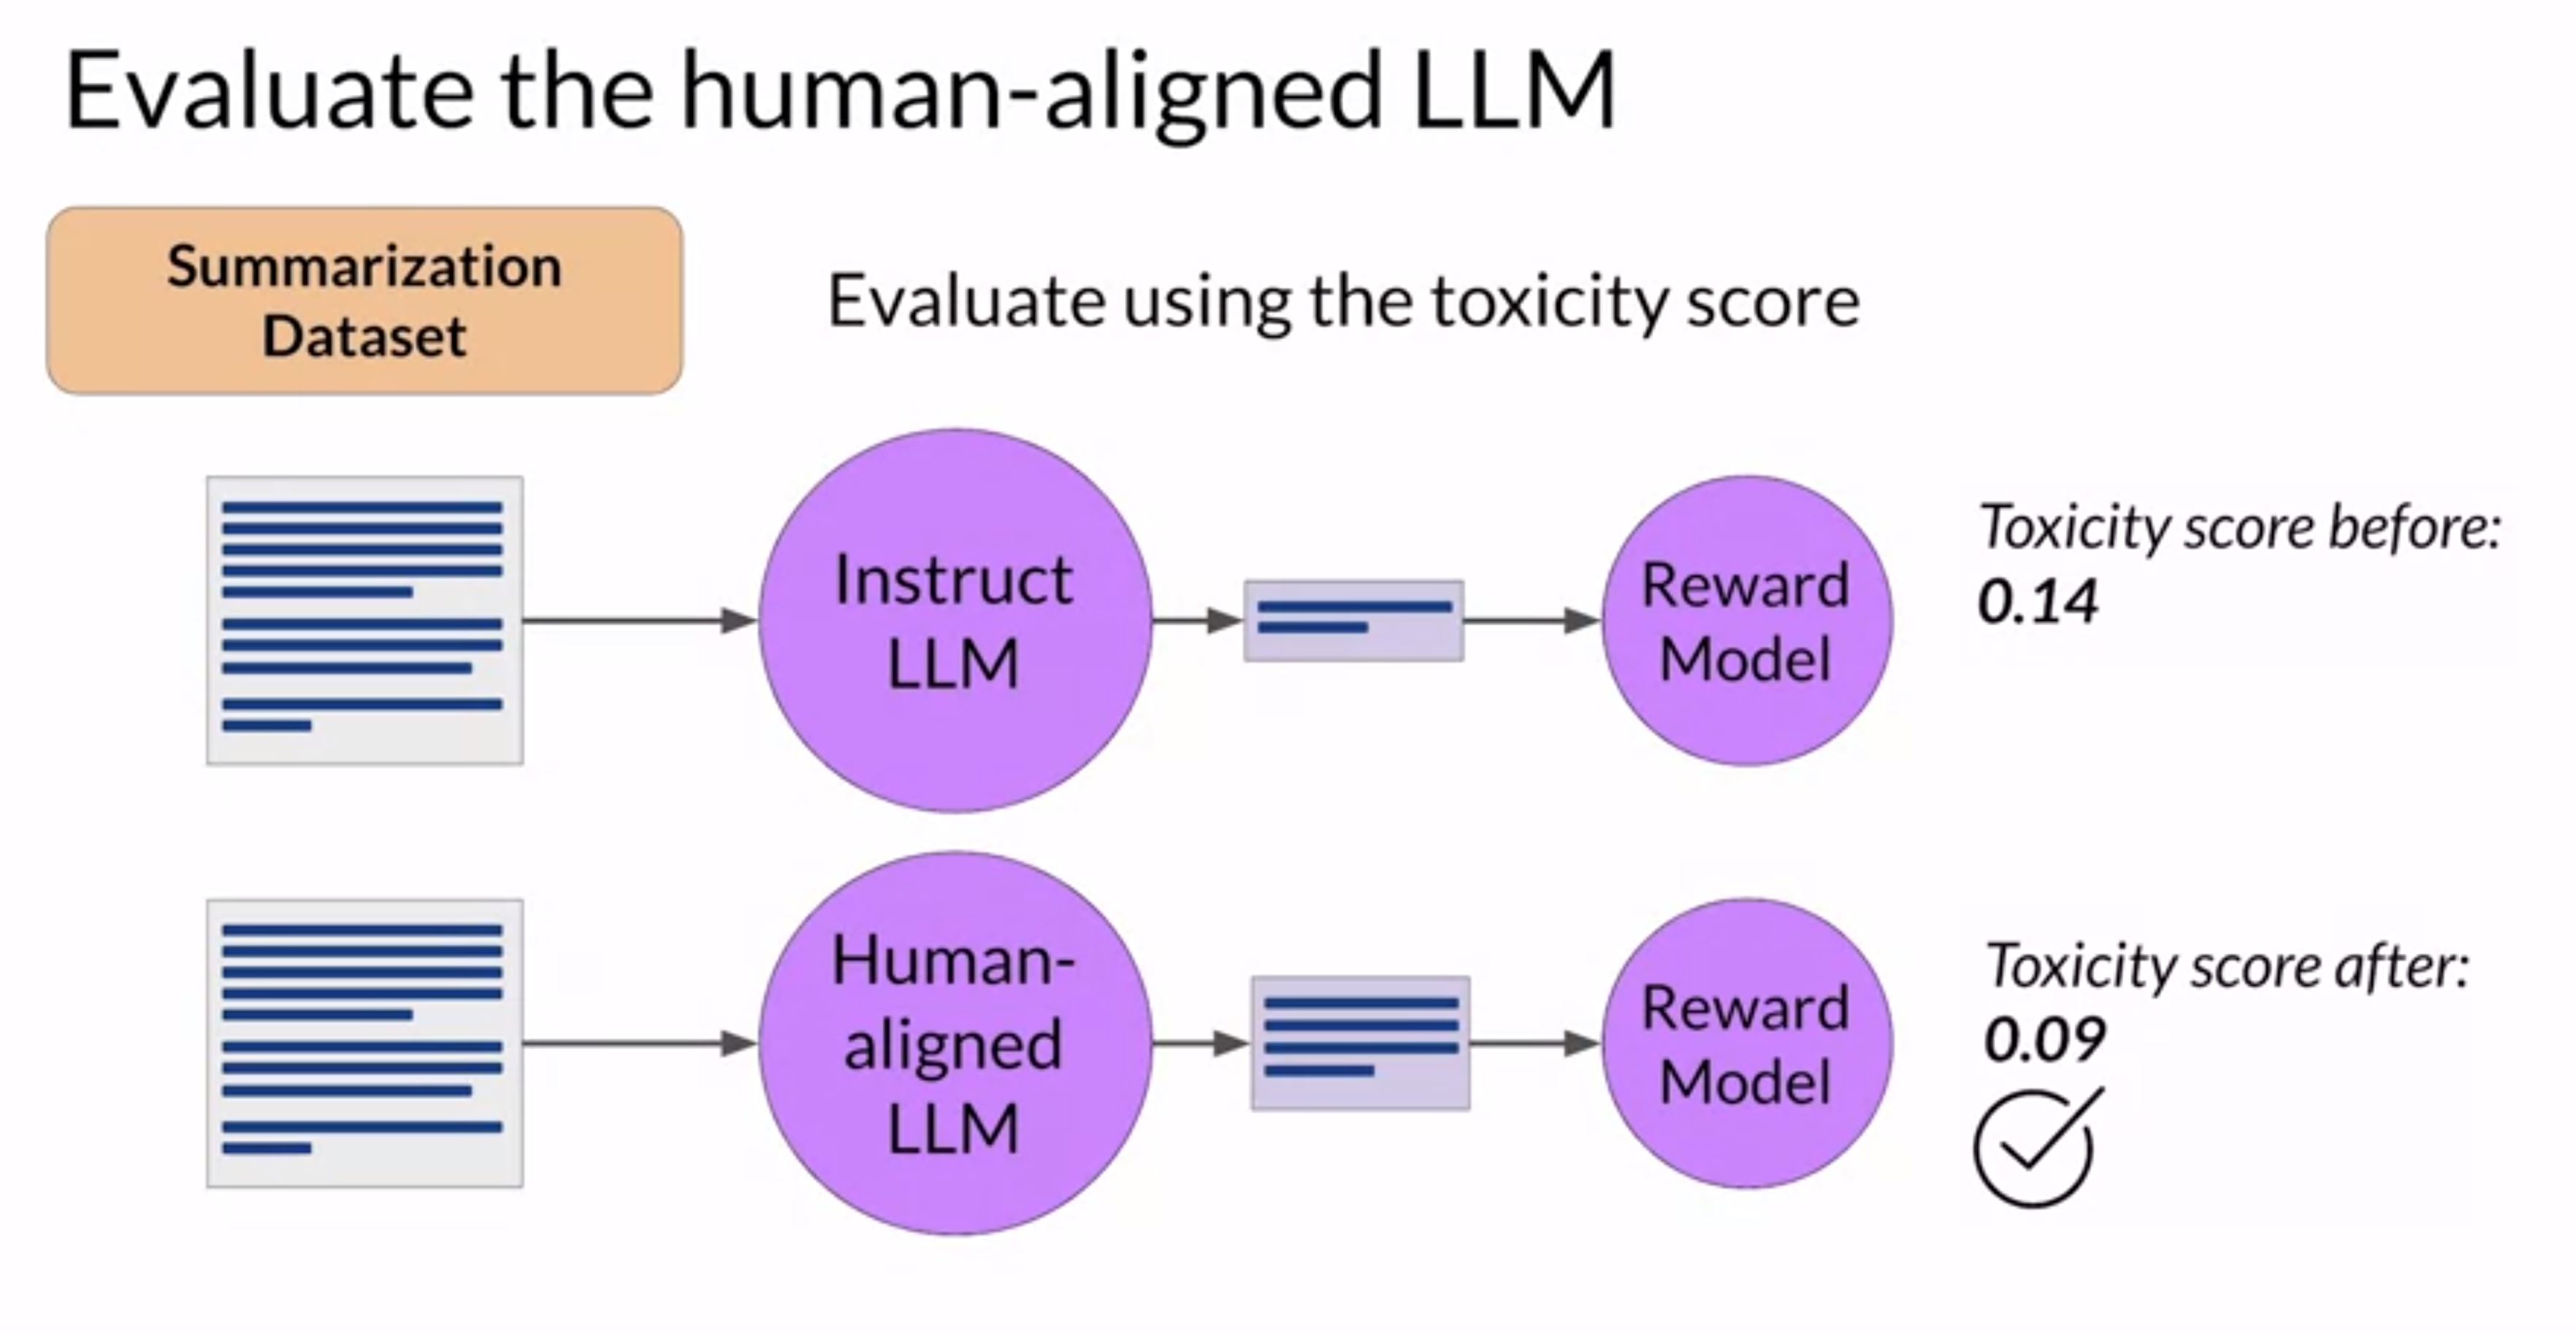 Evaluate the human-aligned LLM
Summarization
Dataset
Evaluate using the toxicity score
Instruct
LLM
Reward
Model
Toxicity score before:
0.14
Human-
aligned
LLM
Reward
Model
Toxicity score after:
0.09